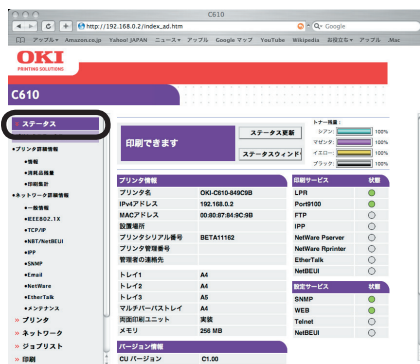 C610
http://192.168.0.2/index_ad.htm
Google
アップル▾ Amazon.co.jp Yahoo! JAPAN ニュース▾ アップル Google マップ YouTube Wikipedia お役立ち▾ アップル .Mac
OKI
PRINTING SOLUTIONS
C610
ステータス
•プリンタ詳細情報
•情報
•消耗品残量
•印刷集計
•ネットワーク詳細情報
•一般情報
•IEEE802.1X
•TCP/IP
•NBT/NetBEUI
•IPP
•SNMP
•Email
•NetWare
•EtherTalk
•メンテナンス
» プリンタ
» ネットワーク
» ジョブリスト
» 印刷
印刷できます
ステータス更新
ステータスウィンド
トナー残量:
シアン: 100%
マゼンタ: 100%
イエロー: 100%
ブラック: 100%
プリンタ情報
プリンタ名 OKI-C610-849C9B
IPv4アドレス 192.168.0.2
MACアドレス 00:80:87:84:9C:9B
設置場所
プリンタシリアル番号 BETA11162
プリンタ管理番号
管理者の連絡先
トレイ1 A4
トレイ2 A4
トレイ3 A5
マルチパーパストレイ A4
両面印刷ユニット 実装
メモリ 256 MB
バージョン情報
CU バージョン C1.00
印刷サービス 状態
LPR
Port9100
FTP
IPP
NetWare Pserver
NetWare Rprinter
EtherTalk
NetBEUI
設定サービス 状態
SNMP
WEB
Telnet
NetBEUI